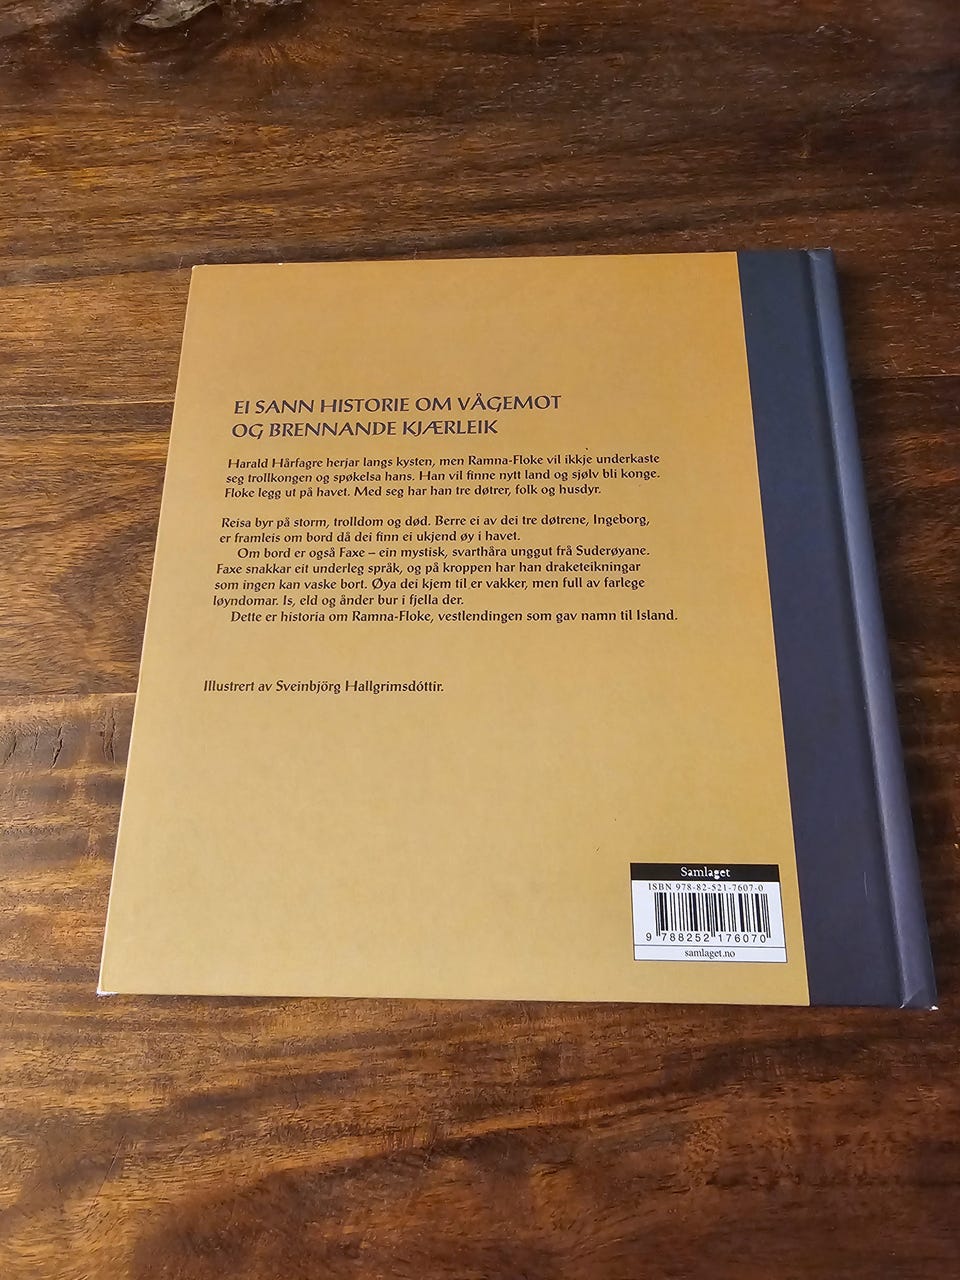 EI SANN HISTORIE OM VÅGEMOT
OG BRENNANDE KJÆRLEIK
Harald Hårfagre herjar langs kysten, men Ramna-Floke vil ikkje underkaste
seg trollkongen og spøkelsa hans. Han vil finne nytt land og sjølv bli konge.
Floke legg ut på havet. Med seg har han tre døtrer, folk og husdyr.
Reisa byr på storm, trolldom og død. Berre ei av dei tre døtrene, Ingeborg,
er framleis om bord då dei finn ei ukjend øy i havet.
Om bord er også Faxe – ein mystisk, svarthåra unggut frå Suderøyane.
Faxe snakkar eit underleg språk, og på kroppen har han draketeikningar
som ingen kan vaske bort. Øya dei kjem til er vakker, men full av farlege
løyndomar. Is, eld og ånder bur i fjella der.
Dette er historia om Ramna-Floke, vestlendingen som gav namn til Island.
Illustrert av Sveinbjörg Hallgrimsdóttir.
Samlaget
ISBN 978-82-521-7607-0
9 788252 176070
samlaget.no